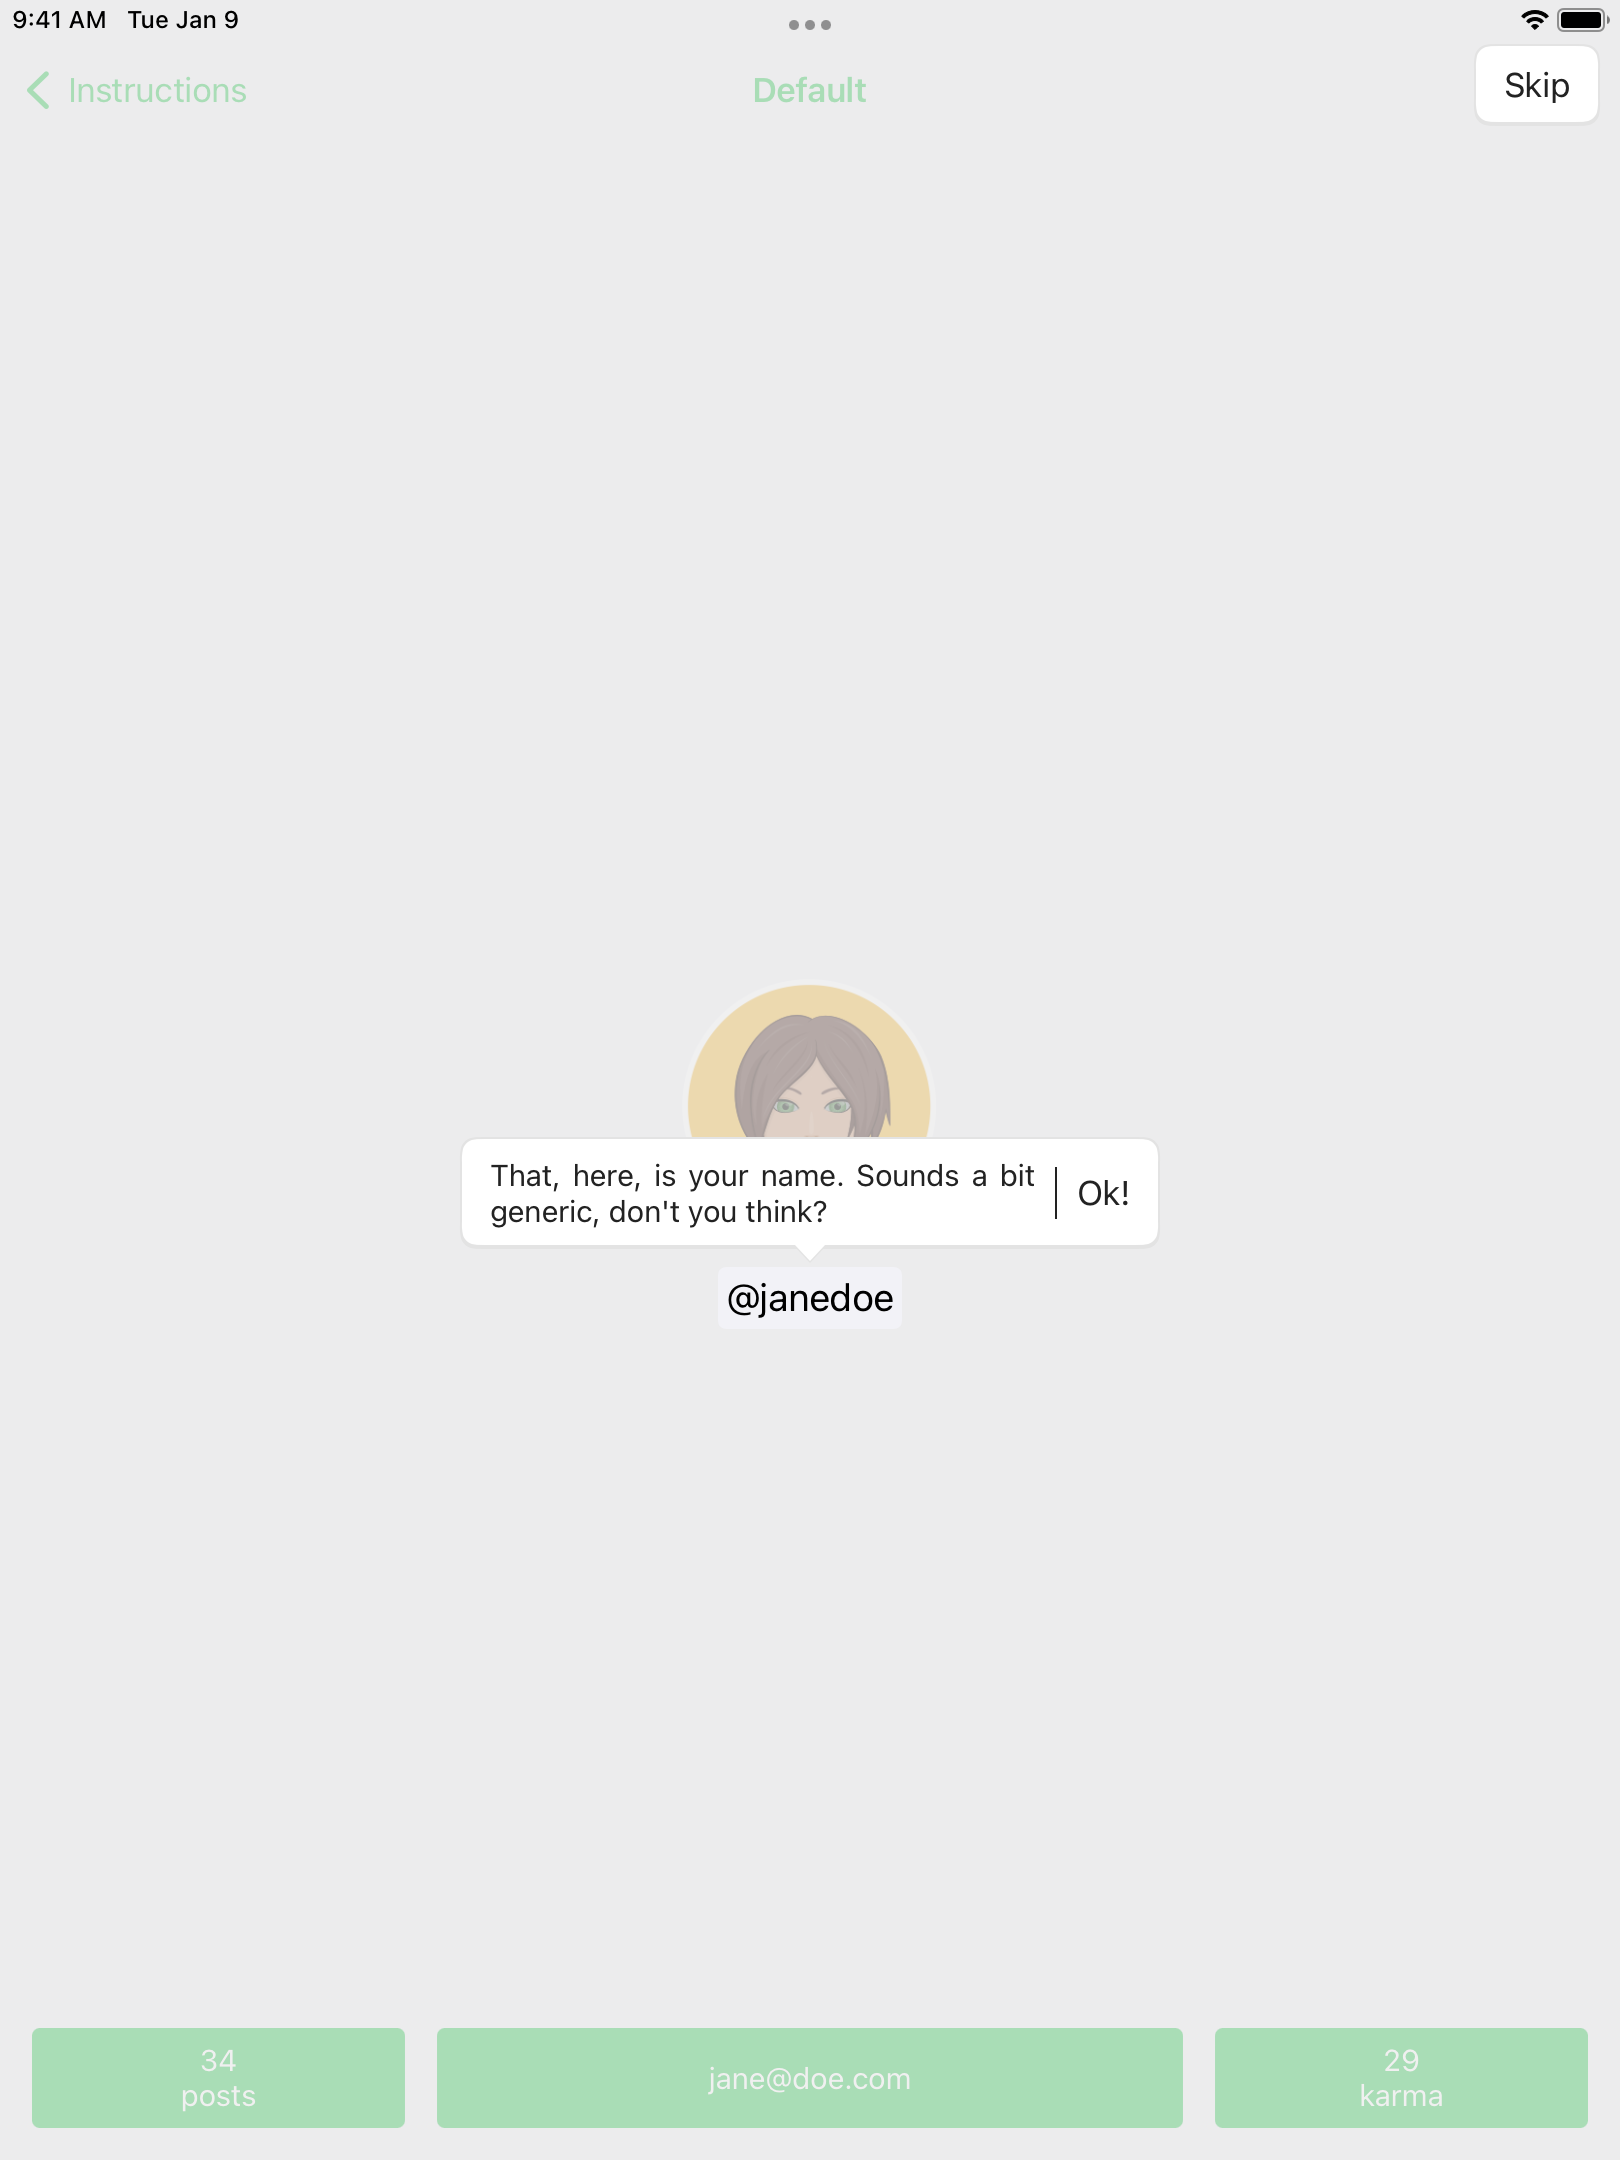 9:41 AM Tue Jan 9
Instructions
Default
Skip
That, here, is your name. Sounds a bit
generic, don't you think?
Ok!
@janedoe
34
posts
jane@doe.com
29
karma